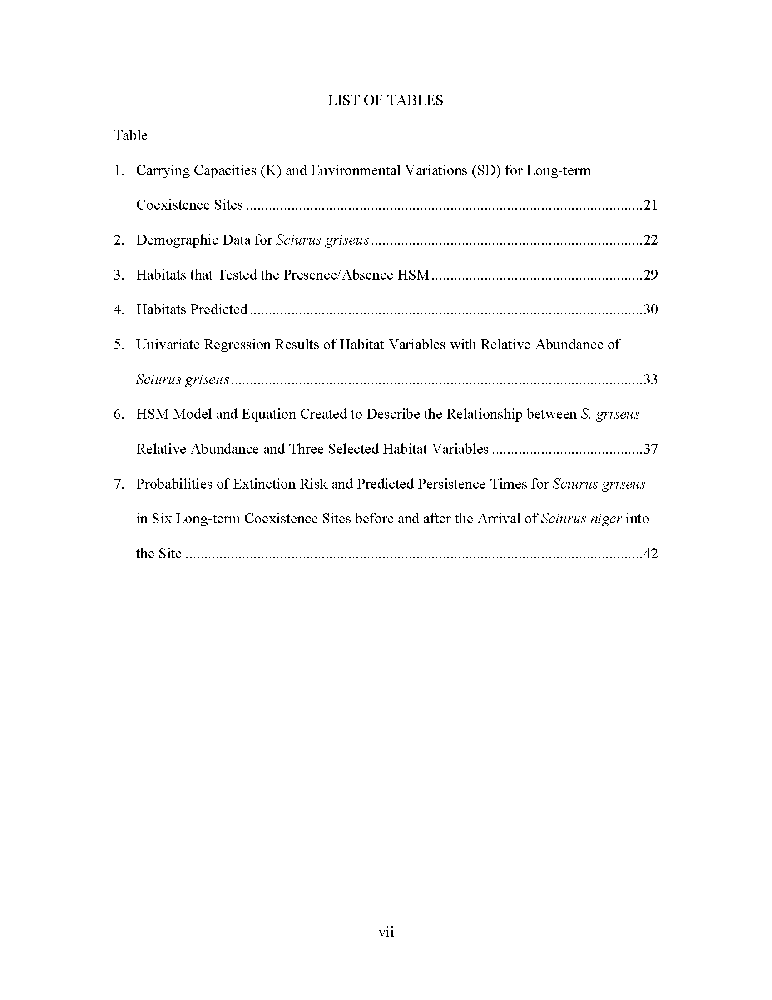 LIST OF TABLES
Table
1. Carrying Capacities (K) and Environmental Variations (SD) for Long-term
Coexistence Sites ........................................................................................................21
2. Demographic Data for Sciurus griseus........................................................................22
3. Habitats that Tested the Presence/Absence HSM........................................................29
4. Habitats Predicted........................................................................................................30
5. Univariate Regression Results of Habitat Variables with Relative Abundance of
Sciurus griseus.............................................................................................................33
6. HSM Model and Equation Created to Describe the Relationship between S. griseus
Relative Abundance and Three Selected Habitat Variables ........................................37
7. Probabilities of Extinction Risk and Predicted Persistence Times for Sciurus griseus
in Six Long-term Coexistence Sites before and after the Arrival of Sciurus niger into
the Site .........................................................................................................................42
vii